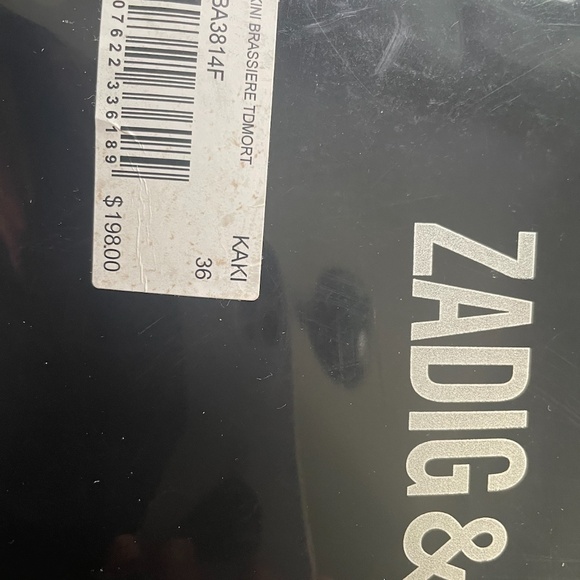 KINI BRASSIERE TDMORT
BA3814F
KAKI
36
07622336189
$198.00
ZADIG &